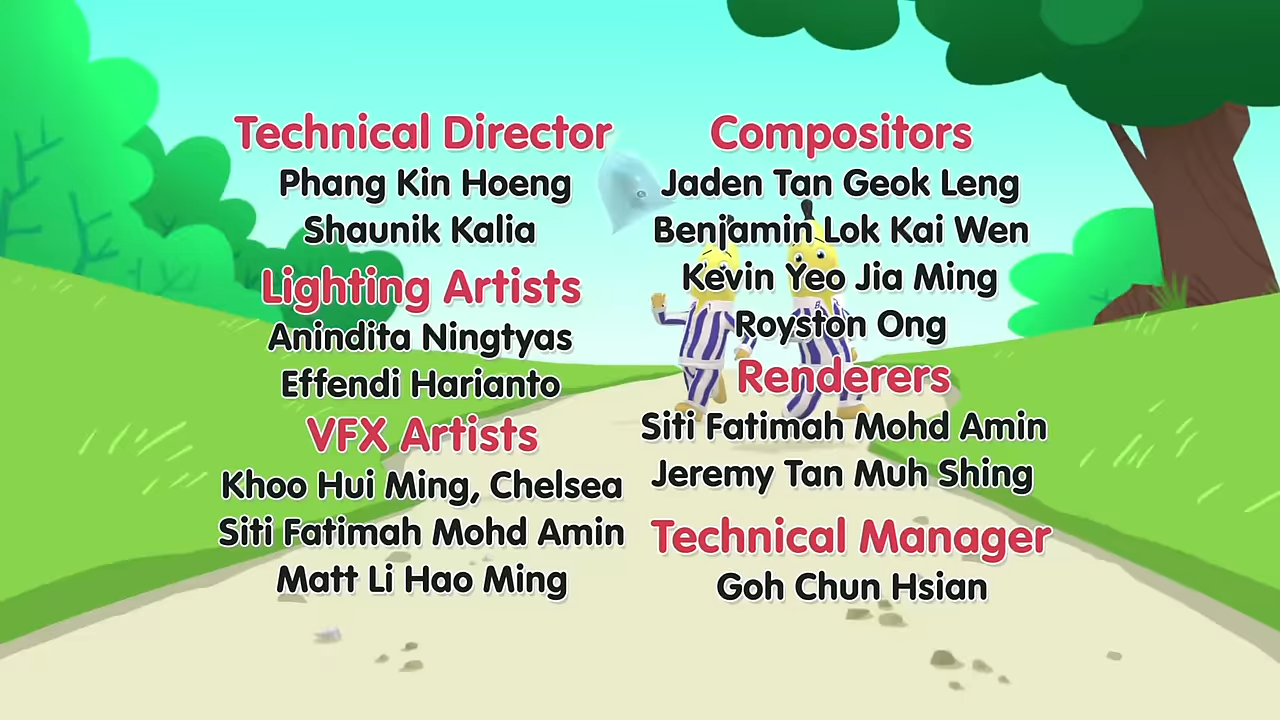 Technical Director
Phang Kin Hoeng
Shaunik Kalia
Lighting Artists
Anindita Ningtyas
Effendi Harianto
VFX Artists
Khoo Hui Ming, Chelsea
Siti Fatimah Mohd Amin
Matt Li Hao Ming
Compositors
Jaden Tan Geok Leng
Benjamin Lok Kai Wen
Kevin Yeo Jia Ming
Royston Ong
Renderers
Siti Fatimah Mohd Amin
Jeremy Tan Muh Shing
Technical Manager
Goh Chun Hsian